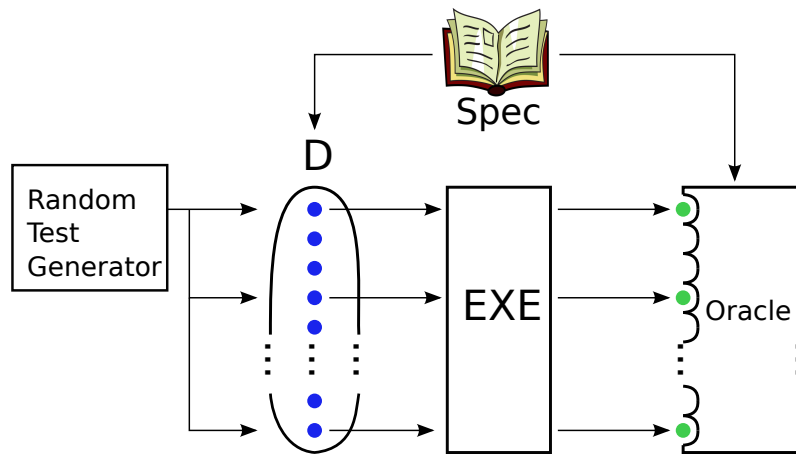 Spec
D
Random
Test
Generator
EXE
Oracle